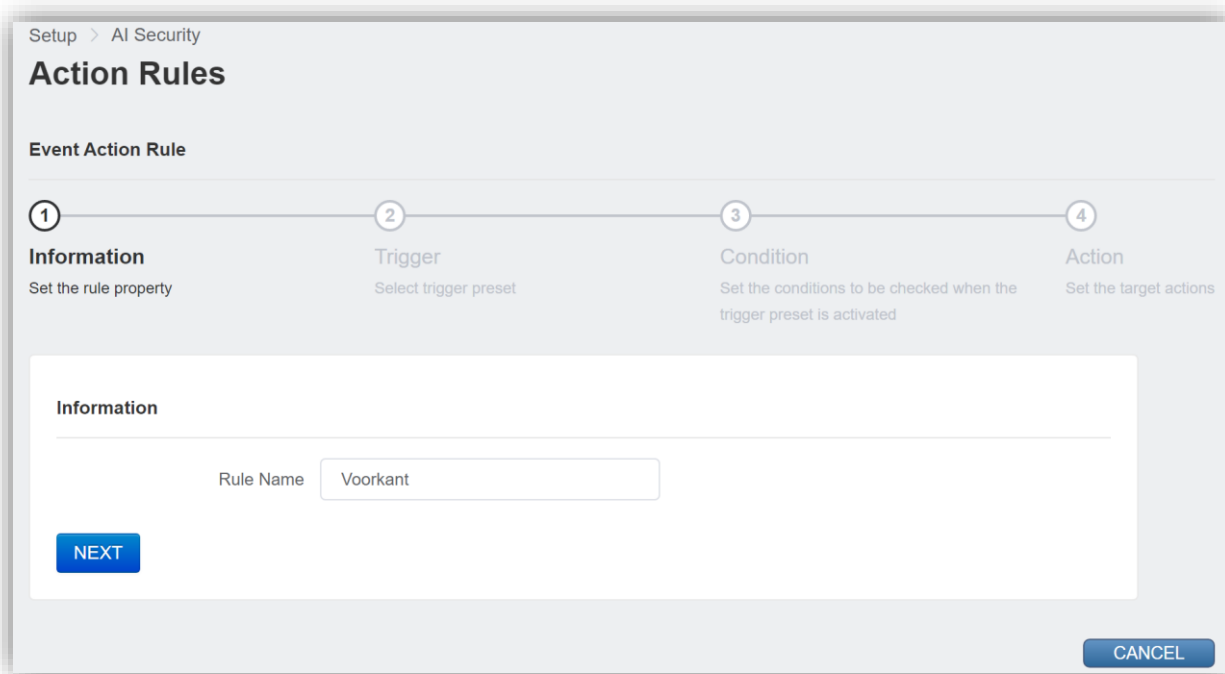 Setup > AI Security
Action Rules
Event Action Rule
1 2 3 4
Information Trigger Condition Action
Set the rule property Select trigger preset Set the conditions to be checked when the Set the target actions
trigger preset is activated
Information
Rule Name Voorkant
NEXT
CANCEL